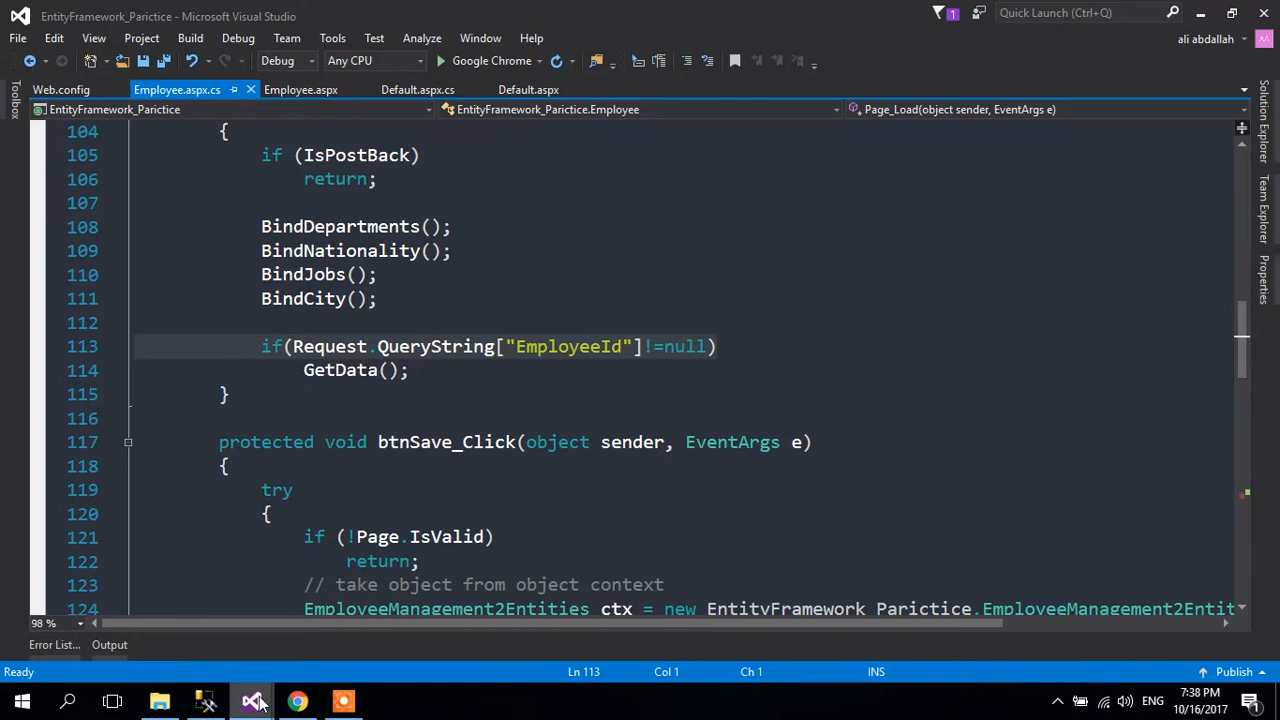 EntityFramework_Parictice - Microsoft Visual Studio
1
Quick Launch (Ctrl+Q)
File Edit View Project Build Debug Team Tools Test Analyze Window Help
ali abdallah
Debug Any CPU Google Chrome
Web.config Employee.aspx.cs Employee.aspx Default.aspx.cs Default.aspx
EntityFramework_Parictice EntityFramework_Parictice.Employee Page_Load(object sender, EventArgs e)
Toolbox
Solution Explorer
Team Explorer
Properties
104 {
105 if (IsPostBack)
106 return;
107
108 BindDepartments();
109 BindNationality();
110 BindJobs();
111 BindCity();
112
113 if(Request.QueryString["EmployeeId"]!=null)
114 GetData();
115 }
116
117 protected void btnSave_Click(object sender, EventArgs e)
118 {
119 try
120 {
121 if (!Page.IsValid)
122 return;
123 // take object from object context
124 EmployeeManagement2Entities ctx = new EntityFramework_Parictice.EmployeeManagement2Entit
98 %
Error List... Output
Ready Ln 113 Col 1 Ch 1 INS Publish
ENG
7:38 PM
10/16/2017
1